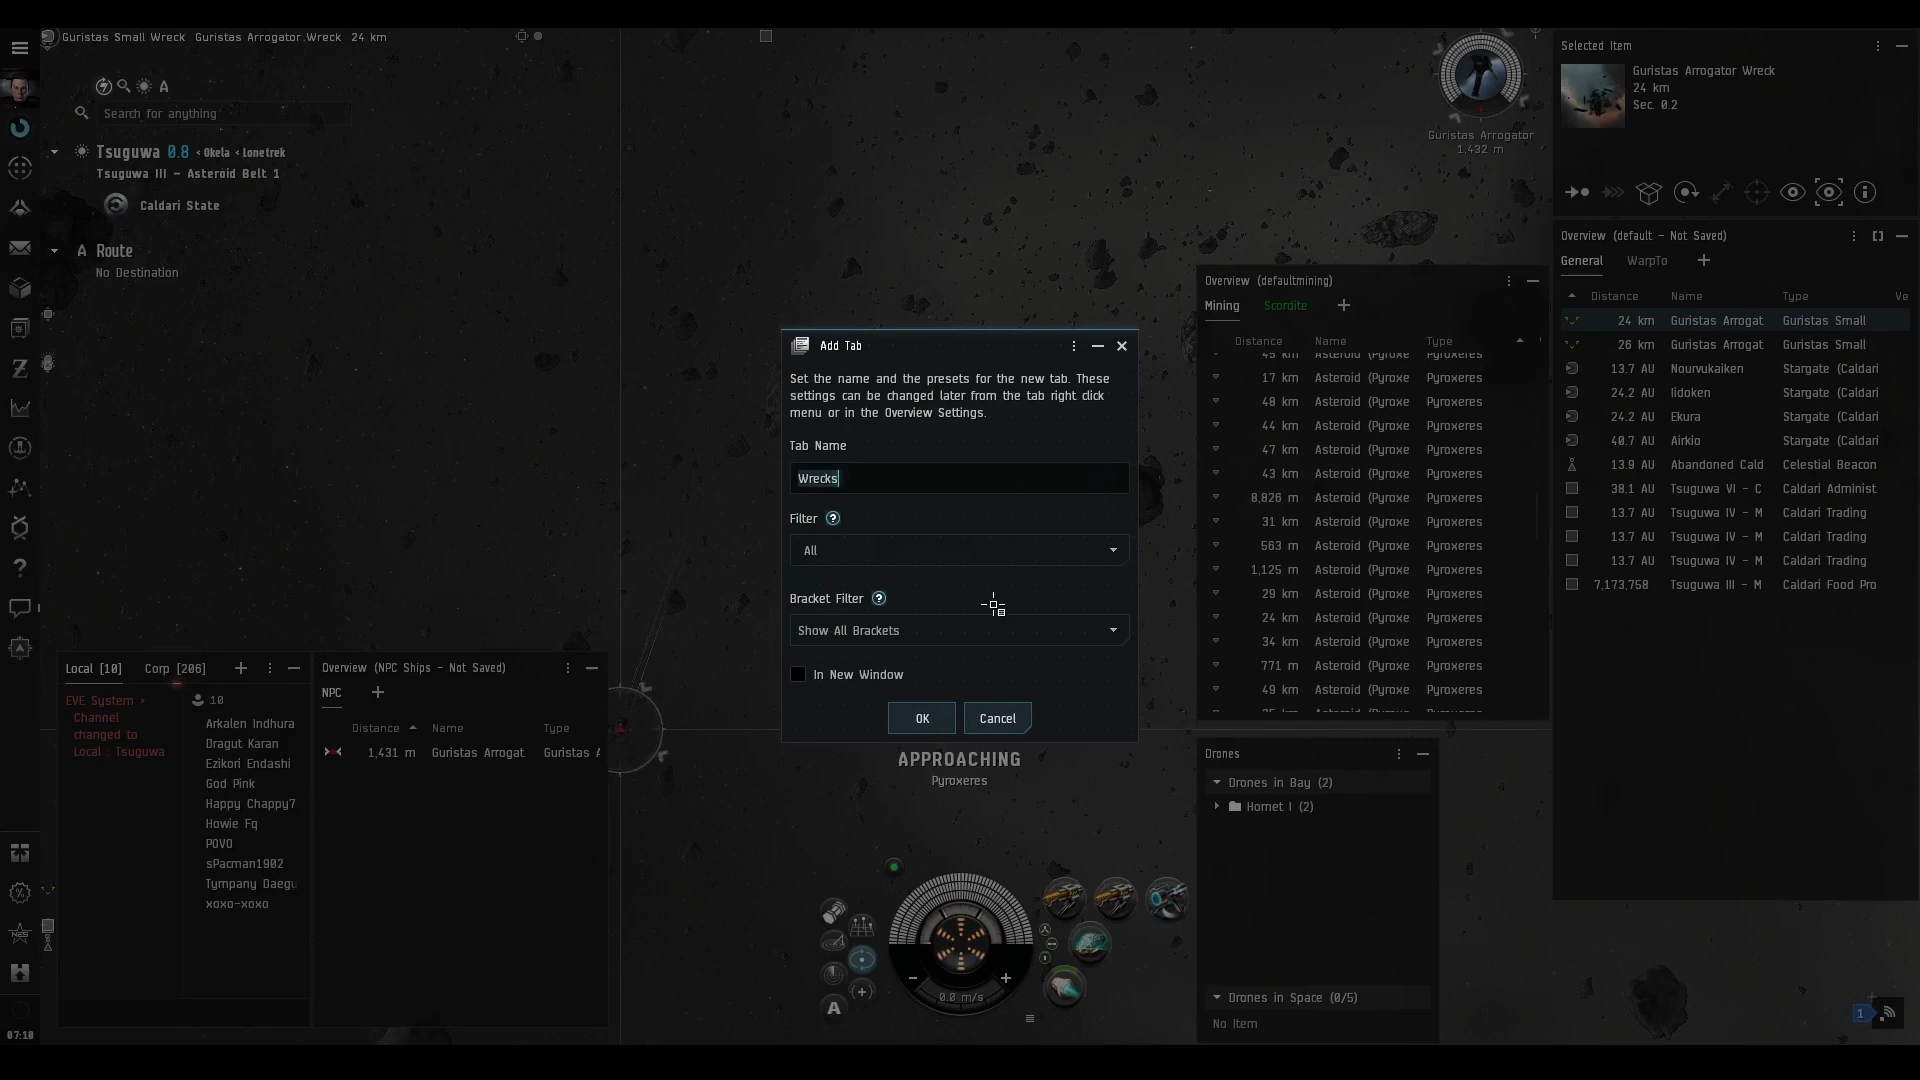 Guristas Small Wreck Guristas Arrogator Wreck 24 km
A
Search for anything
Tsuguwa 0.8 < Okela < Lonetrek
Tsuguwa III - Asteroid Belt 1
Caldari State
A Route
No Destination
Guristas Arrogator
1,432 m
Selected Item
Guristas Arrogator Wreck
24 km
Sec. 0.2
Overview (default - Not Saved)
General WarpTo +
Distance Name Type Ve
24 km Guristas Arrogat Guristas Small
26 km Guristas Arrogat Guristas Small
13.7 AU Nourvukaiken Stargate (Caldari
24.2 AU Iidoken Stargate (Caldari
24.2 AU Ekura Stargate (Caldari
40.7 AU Airkio Stargate (Caldari
13.9 AU Abandoned Cald Celestial Beacon
38.1 AU Tsuguwa VI - C Caldari Administ
13.7 AU Tsuguwa IV - M Caldari Trading
13.7 AU Tsuguwa IV - M Caldari Trading
13.7 AU Tsuguwa IV - M Caldari Trading
7,173,758 Tsuguwa III - M Caldari Food Pro
Overview (defaultmining)
Mining Scordite +
Distance Name Type
45 km Asteroid (Pyroxe Pyroxeres
17 km Asteroid (Pyroxe Pyroxeres
48 km Asteroid (Pyroxe Pyroxeres
44 km Asteroid (Pyroxe Pyroxeres
47 km Asteroid (Pyroxe Pyroxeres
43 km Asteroid (Pyroxe Pyroxeres
8,826 m Asteroid (Pyroxe Pyroxeres
31 km Asteroid (Pyroxe Pyroxeres
563 m Asteroid (Pyroxe Pyroxeres
1,125 m Asteroid (Pyroxe Pyroxeres
29 km Asteroid (Pyroxe Pyroxeres
24 km Asteroid (Pyroxe Pyroxeres
34 km Asteroid (Pyroxe Pyroxeres
771 m Asteroid (Pyroxe Pyroxeres
49 km Asteroid (Pyroxe Pyroxeres
Add Tab
Set the name and the presets for the new tab. These
settings can be changed later from the tab right click
menu or in the Overview Settings.
Tab Name
Wrecks
Filter ?
All
Bracket Filter ?
Show All Brackets
In New Window
OK Cancel
APPROACHING
Pyroxeres
Local [10] Corp [206] +
EVE System >
Channel
changed to
Local : Tsuguwa
10
Arkalen Indhura
Dragut Karan
Ezikori Endashi
God Pink
Happy Chappy7
Howie Fq
POVO
sPacman1902
Tympany Daegu
xoxo-xoxo
Overview (NPC Ships - Not Saved)
NPC +
Distance Name Type
1,431 m Guristas Arrogat Guristas A
Drones
Drones in Bay (2)
Hornet I (2)
Drones in Space (0/5)
No Item
- +
0.0 m/s
A
NES
07:10
1